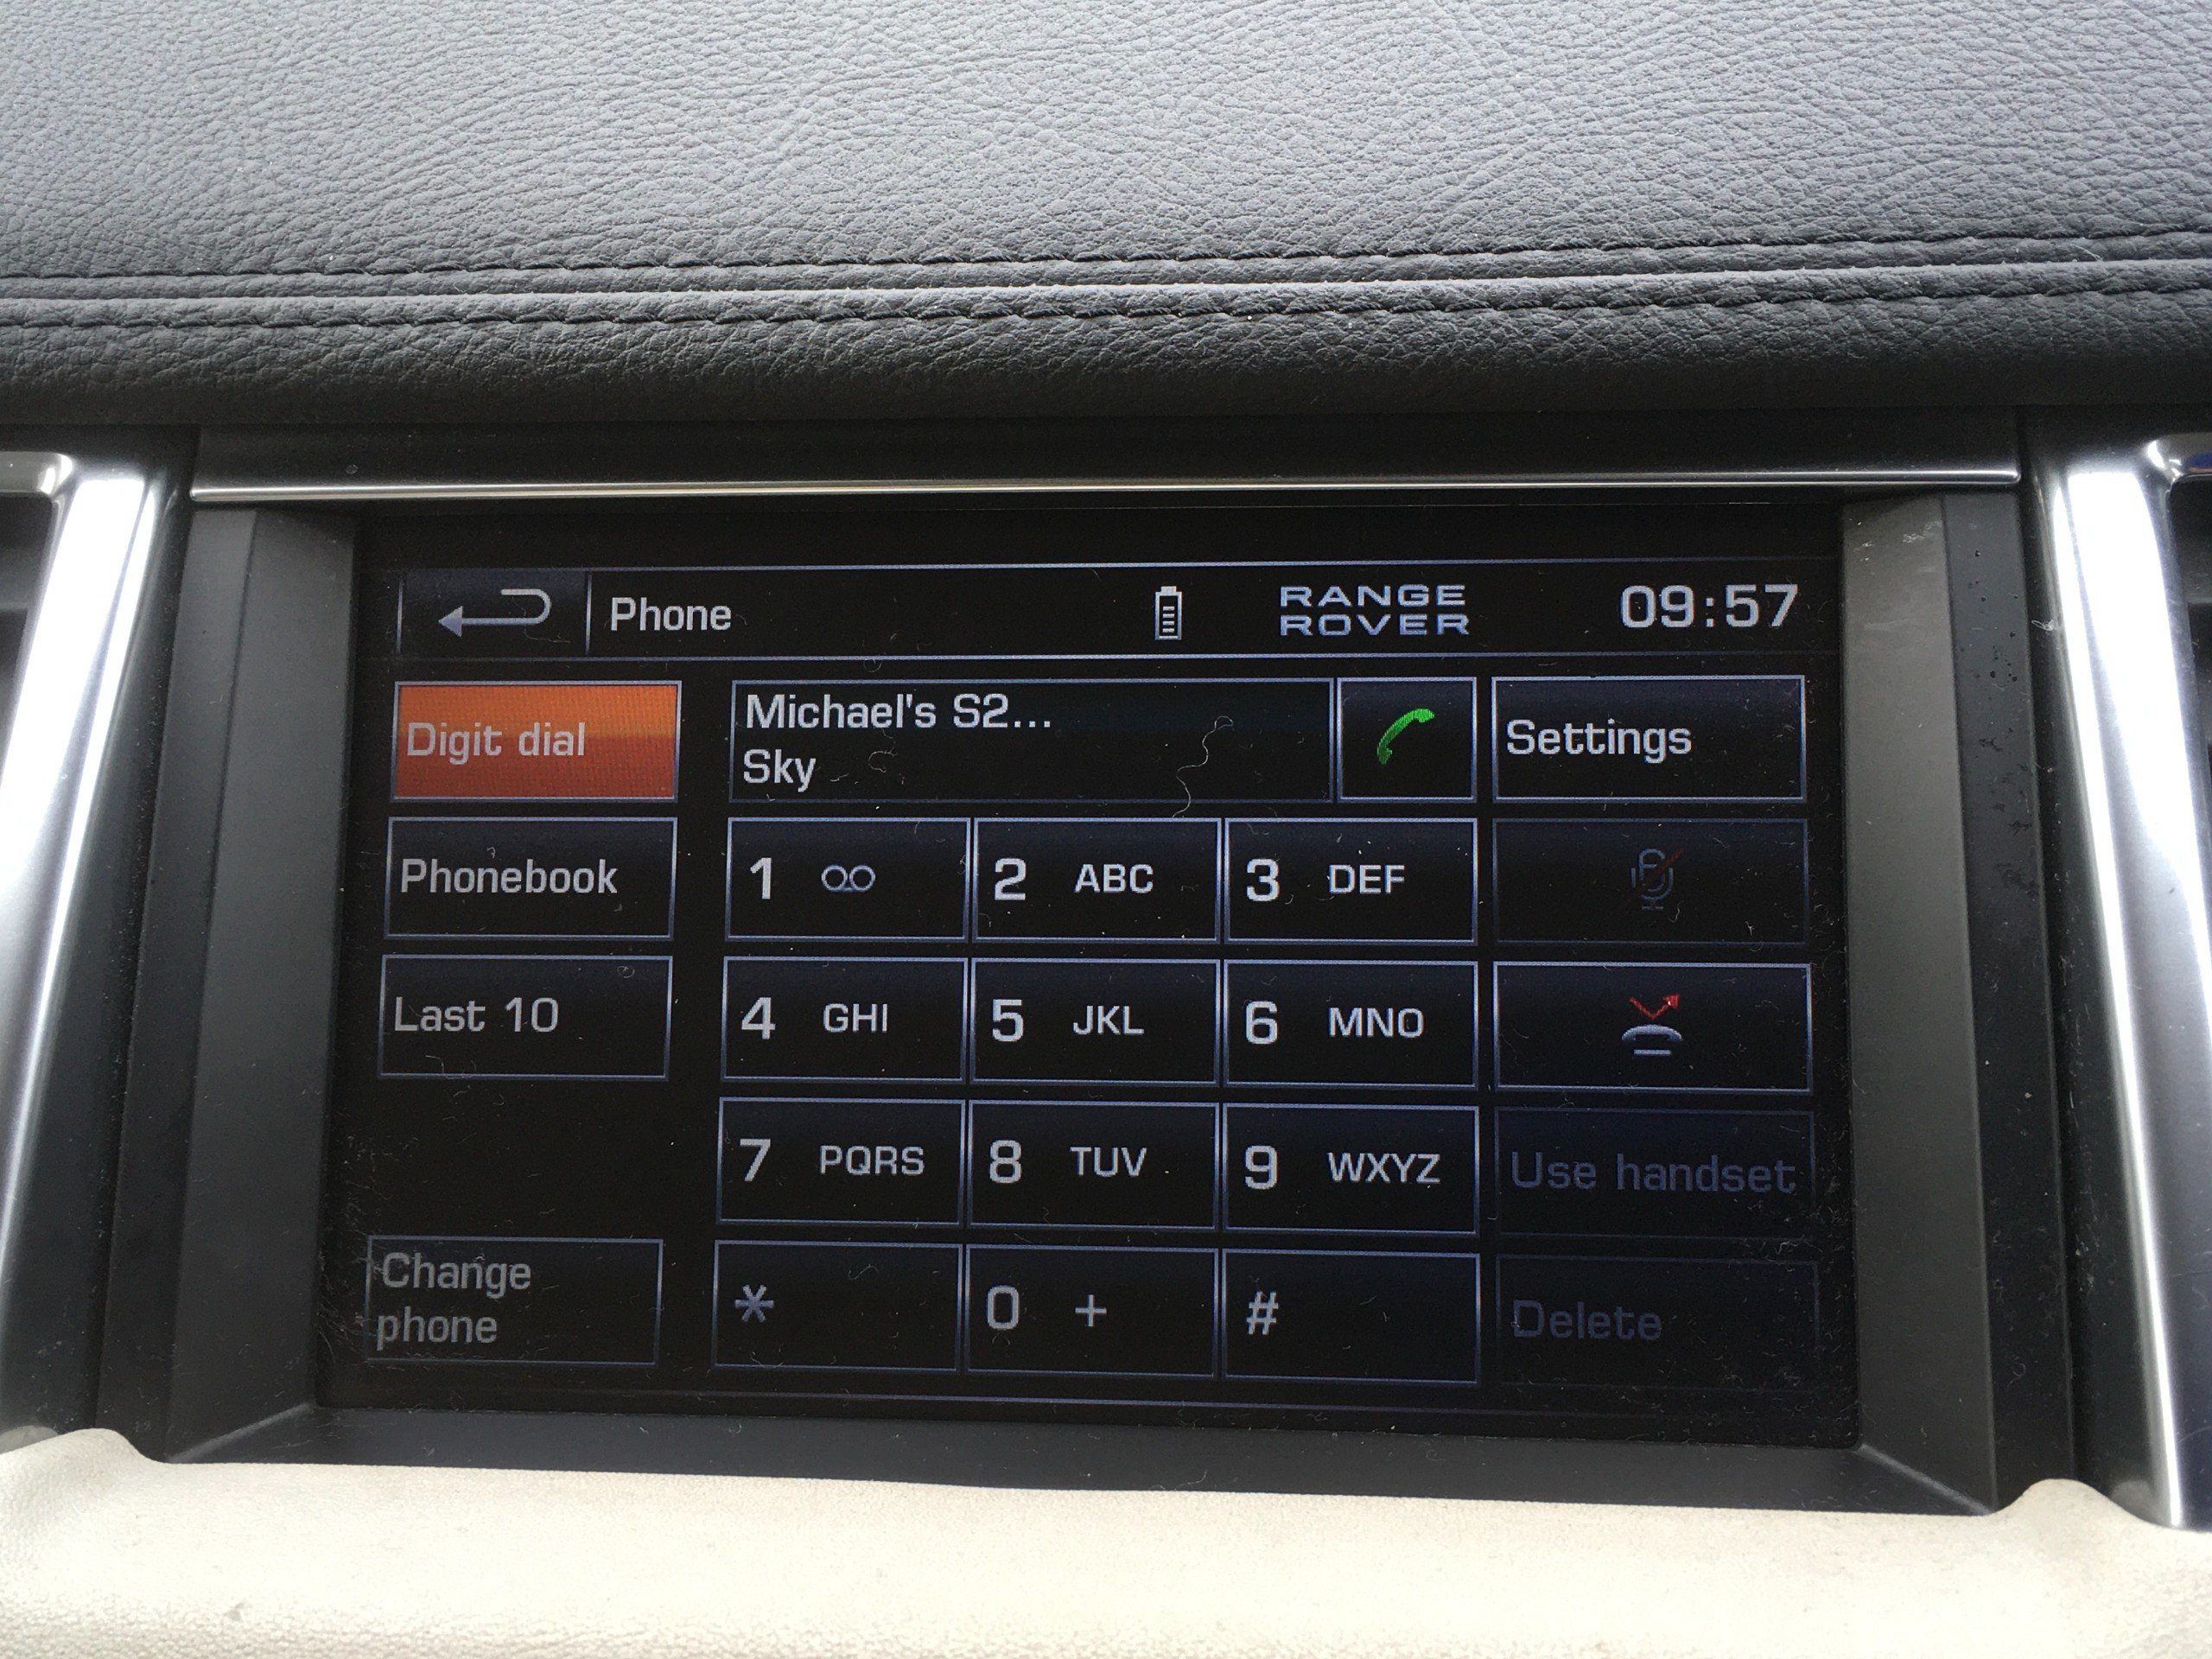 Phone
RANGE
ROVER
09:57
Digit dial
Michael's S2...
Sky
Settings
Phonebook
1
2 ABC
3 DEF
Last 10
4 GHI
5 JKL
6 MNO
7 PQRS
8 TUV
9 WXYZ
Use handset
Change
phone
*
0 +
#
Delete